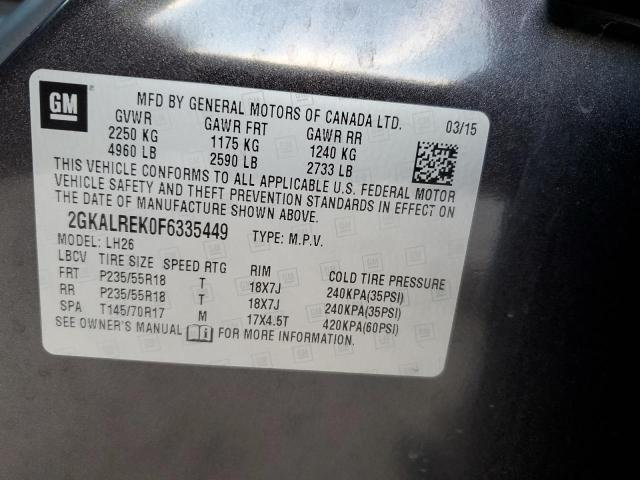 GM
MFD BY GENERAL MOTORS OF CANADA LTD. 03/15
GVWR GAWR FRT GAWR RR
2250 KG 1175 KG 1240 KG
4960 LB 2590 LB 2733 LB
THIS VEHICLE CONFORMS TO ALL APPLICABLE U.S. FEDERAL MOTOR
VEHICLE SAFETY AND THEFT PREVENTION STANDARDS IN EFFECT ON
THE DATE OF MANUFACTURE SHOWN ABOVE.
2GKALREK0F6335449 TYPE: M.P.V.
MODEL: LH26
LBCV TIRE SIZE SPEED RTG RIM COLD TIRE PRESSURE
FRT P235/55R18 T 18X7J 240KPA(35PSI)
RR P235/55R18 T 18X7J 240KPA(35PSI)
SPA T145/70R17 M 17X4.5T 420KPA(60PSI)
SEE OWNER'S MANUAL FOR MORE INFORMATION.